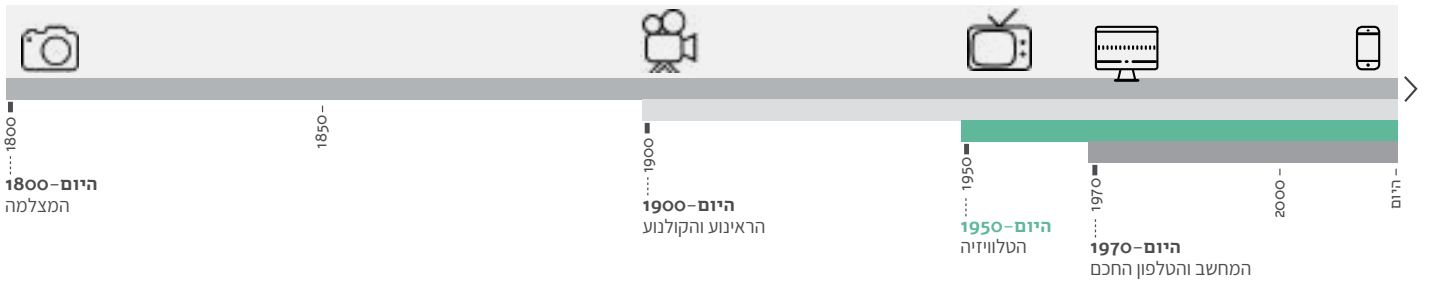 1800
1850
1900
1950
1970
2000
היום
1800-היום
המצלמה
1900-היום
הראינוע והקולנוע
1950-היום
הטלוויזיה
1970-היום
המחשב והטלפון החכם